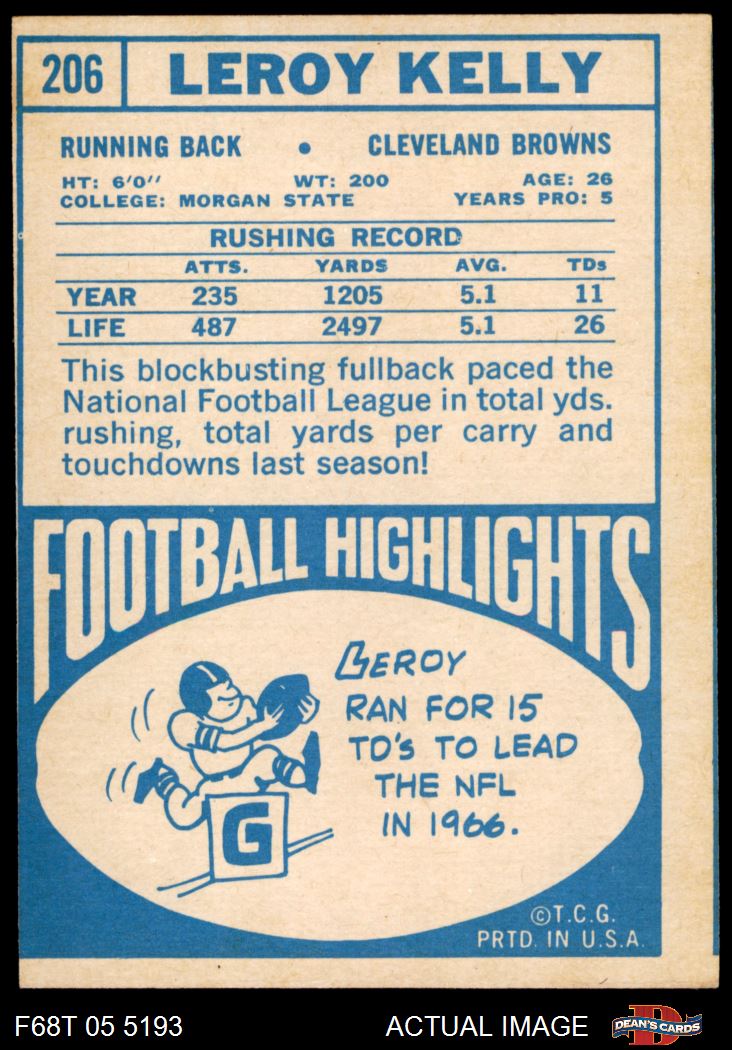 206 LEROY KELLY
RUNNING BACK • CLEVELAND BROWNS
HT: 6'0" WT: 200 AGE: 26
COLLEGE: MORGAN STATE YEARS PRO: 5
RUSHING RECORD
ATTS. YARDS AVG. TDs
YEAR 235 1205 5.1 11
LIFE 487 2497 5.1 26
This blockbusting fullback paced the
National Football League in total yds.
rushing, total yards per carry and
touchdowns last season!
FOOTBALL HIGHLIGHTS
LEROY
RAN FOR 15
TD'S TO LEAD
THE NFL
IN 1966.
G
©T.C.G.
PRTD. IN U.S.A.
F68T 05 5193 ACTUAL IMAGE D DEAN'S CARDS